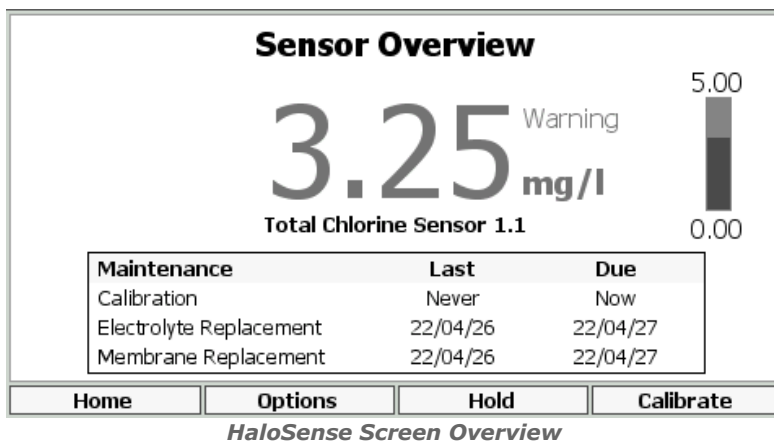 Sensor Overview
5.00
3.25 Warning
mg/l
Total Chlorine Sensor 1.1
0.00
Maintenance Last Due
Calibration Never Now
Electrolyte Replacement 22/04/26 22/04/27
Membrane Replacement 22/04/26 22/04/27
Home Options Hold Calibrate
HaloSense Screen Overview